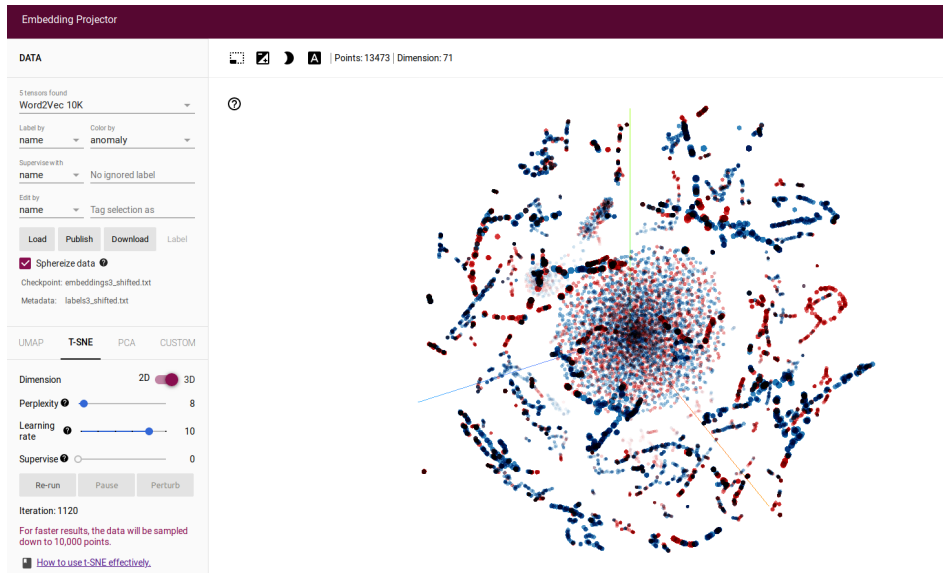 Embedding Projector
DATA
Points: 13473 | Dimension: 71
5 tensors found
Word2Vec 10K
Label by Color by
name anomaly
Supervise with
name No ignored label
Edit by
name Tag selection as
Load Publish Download Label
Sphereize data
Checkpoint: embeddings3_shifted.txt
Metadata: labels3_shifted.txt
UMAP T-SNE PCA CUSTOM
Dimension 2D 3D
Perplexity 8
Learning
rate 10
Supervise 0
Re-run Pause Perturb
Iteration: 1120
For faster results, the data will be sampled
down to 10,000 points.
How to use t-SNE effectively.